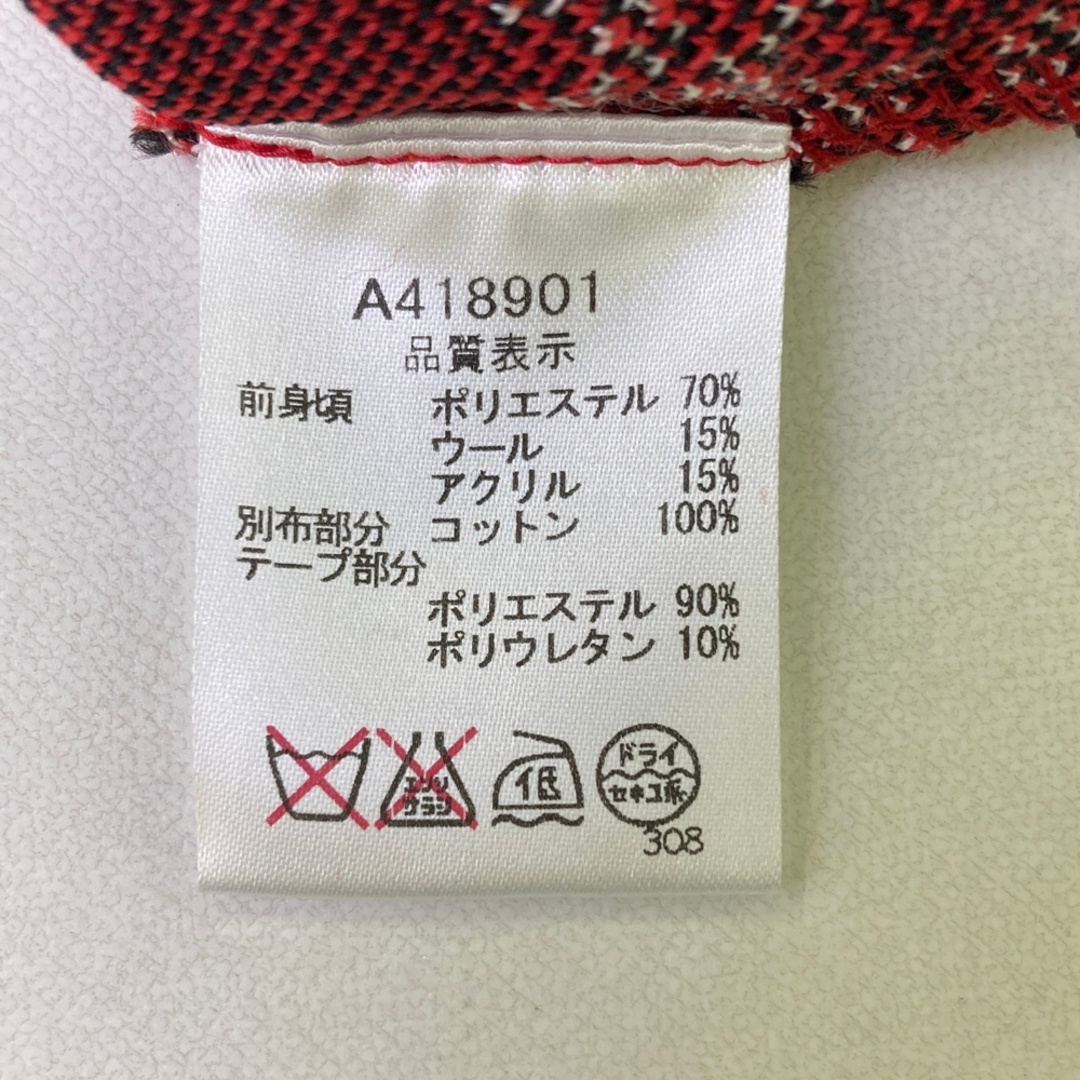 A418901
品質表示
前身頃 ポリエステル 70%
ウール 15%
アクリル 15%
別布部分 コットン 100%
テープ部分
ポリエステル 90%
ポリウレタン 10%
エンソ サラシ
低
ドライ
セキユ系
308